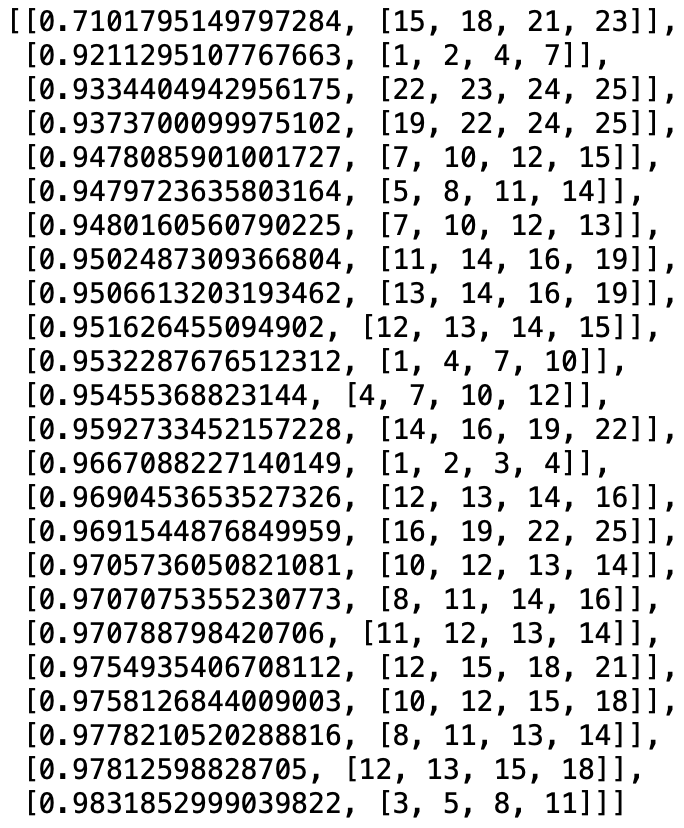 [[0.7101795149797284, [15, 18, 21, 23]],
[0.9211295107767663, [1, 2, 4, 7]],
[0.9334404942956175, [22, 23, 24, 25]],
[0.9373700099975102, [19, 22, 24, 25]],
[0.9478085901001727, [7, 10, 12, 15]],
[0.9479723635803164, [5, 8, 11, 14]],
[0.9480160560790225, [7, 10, 12, 13]],
[0.9502487309366804, [11, 14, 16, 19]],
[0.9506613203193462, [13, 14, 16, 19]],
[0.951626455094902, [12, 13, 14, 15]],
[0.9532287676512312, [1, 4, 7, 10]],
[0.95455368823144, [4, 7, 10, 12]],
[0.9592733452157228, [14, 16, 19, 22]],
[0.9667088227140149, [1, 2, 3, 4]],
[0.9690453653527326, [12, 13, 14, 16]],
[0.9691544876849959, [16, 19, 22, 25]],
[0.9705736050821081, [10, 12, 13, 14]],
[0.9707075355230773, [8, 11, 14, 16]],
[0.970788798420706, [11, 12, 13, 14]],
[0.9754935406708112, [12, 15, 18, 21]],
[0.9758126844009003, [10, 12, 15, 18]],
[0.9778210520288816, [8, 11, 13, 14]],
[0.97812598828705, [12, 13, 15, 18]],
[0.9831852999039822, [3, 5, 8, 11]]]